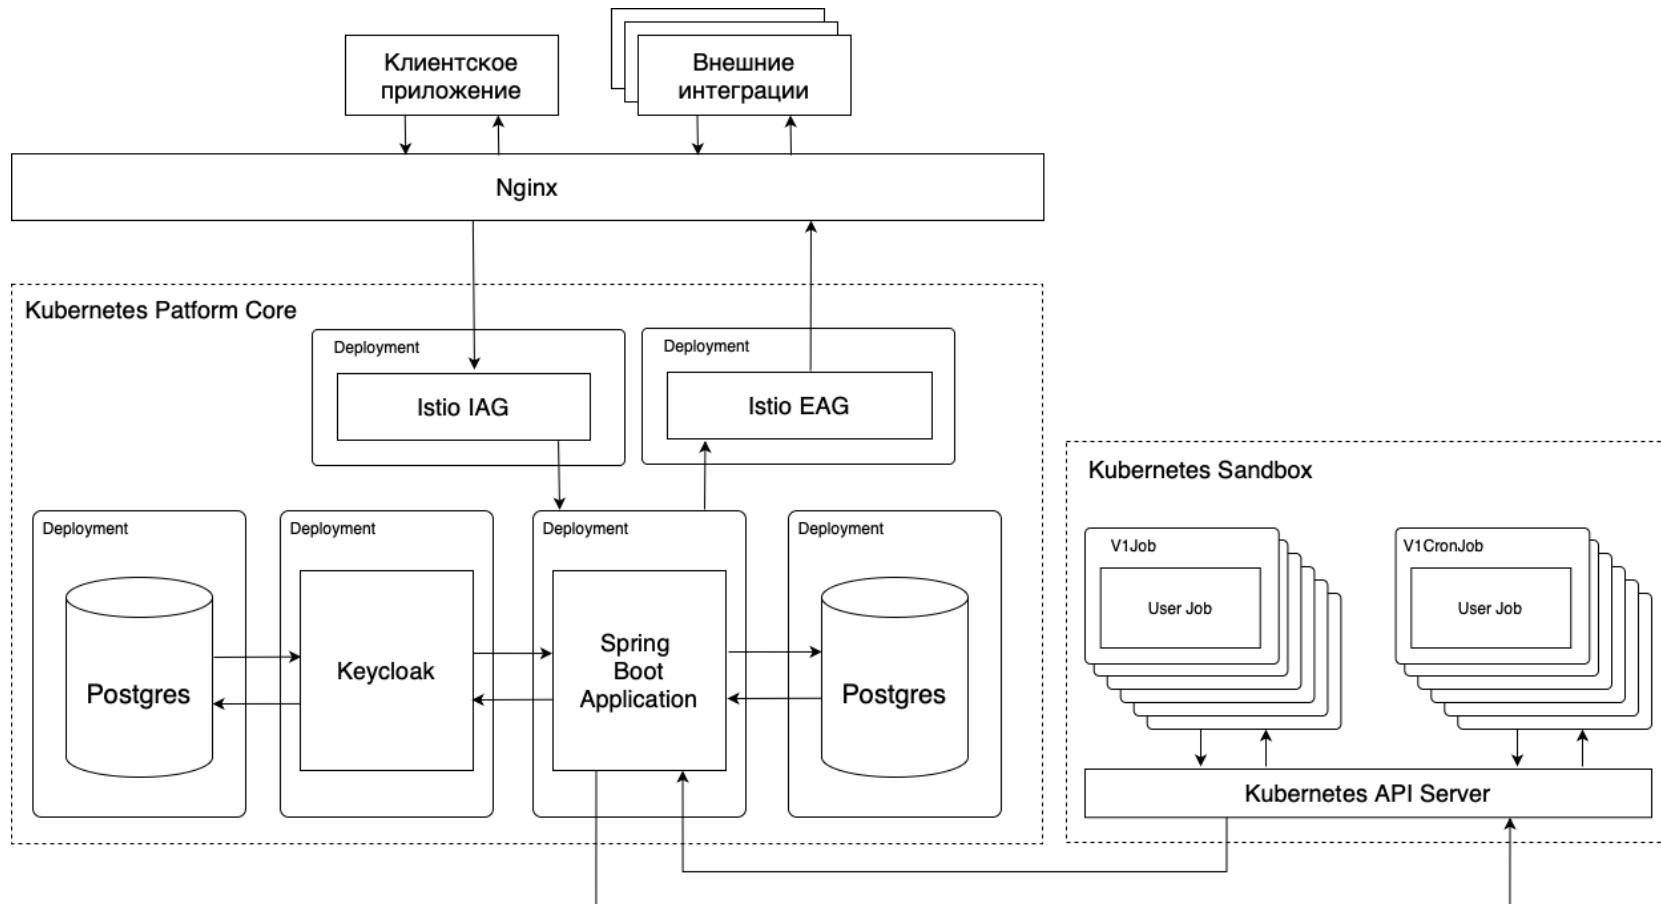 Клиентское
приложение
Внешние
интеграции
Nginx
Kubernetes Patform Core
Deployment
Istio IAG
Deployment
Istio EAG
Kubernetes Sandbox
Deployment
Postgres
Deployment
Keycloak
Deployment
Spring
Boot
Application
Deployment
Postgres
V1Job
User Job
V1CronJob
User Job
Kubernetes API Server